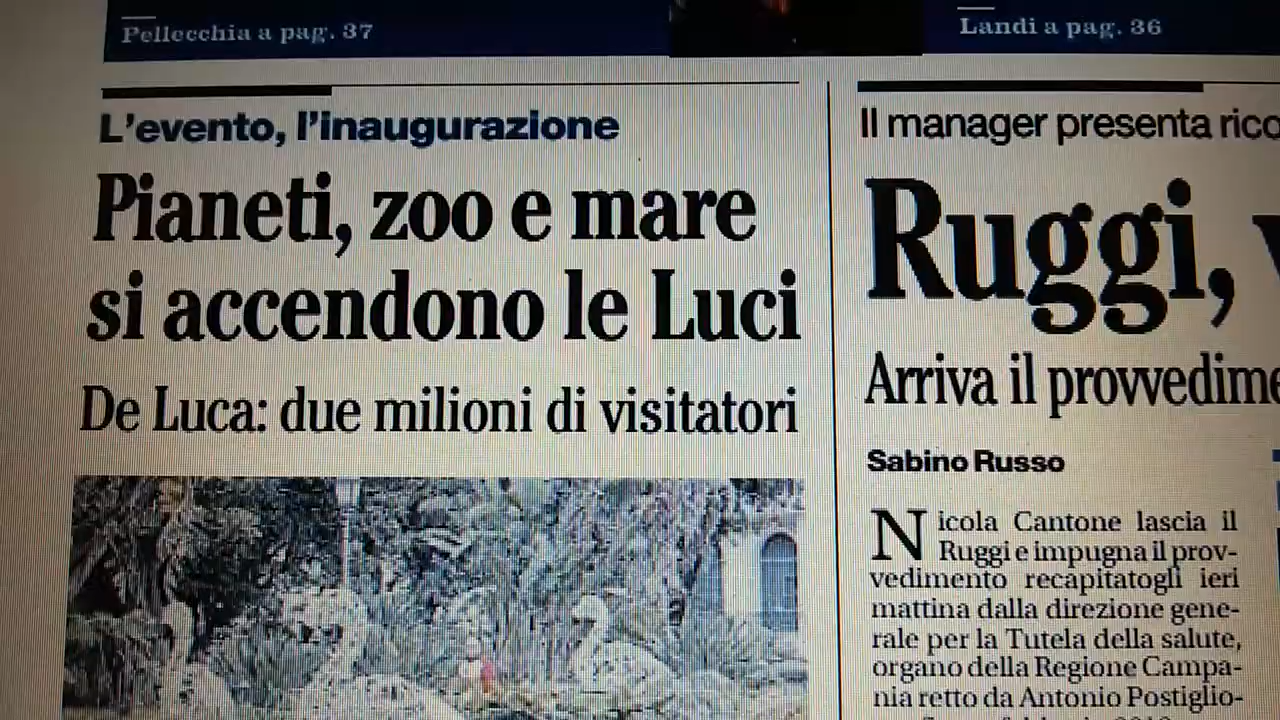 Pellecchia a pag. 37
Landi a pag. 36
L'evento, l'inaugurazione
Pianeti, zoo e mare
si accendono le Luci
De Luca: due milioni di visitatori
Il manager presenta
Ruggi,
Arriva il
Sabino Russo
Nicola Cantone lascia il
Ruggi e impugna il prov-
vedimento recapitatogli ieri
mattina dalla direzione gene-
rale per la Tutela della salute,
organo della Regione Campa-
nia retto da Antonio Postiglio-